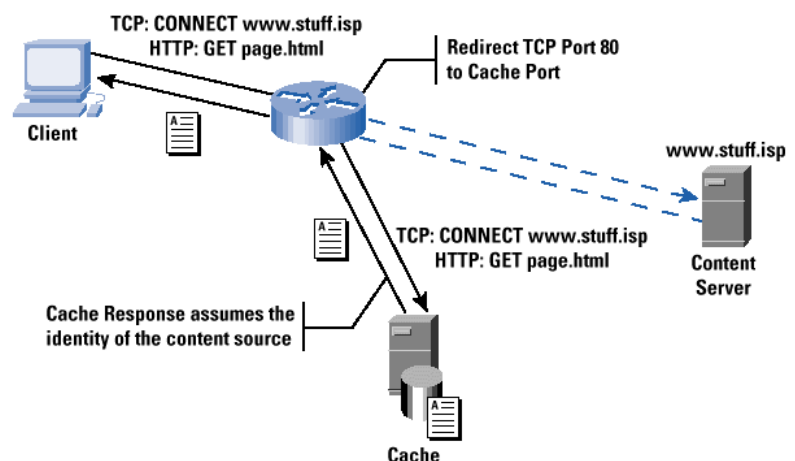 TCP: CONNECT www.stuff.isp
HTTP: GET page.html
Redirect TCP Port 80
to Cache Port
Client
A
www.stuff.isp
A
TCP: CONNECT www.stuff.isp
HTTP: GET page.html
Content
Server
Cache Response assumes the
identity of the content source
A
Cache